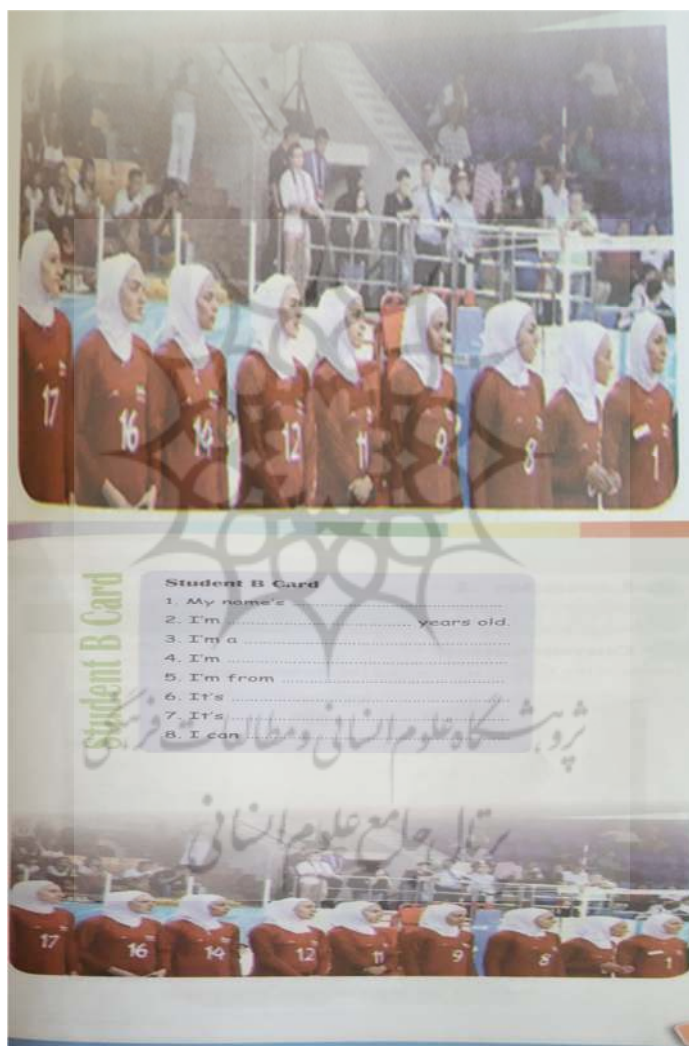 17 16 14 12 11 9 8 1
Student B Card
Student B Card
1. My name's ........................................
2. I'm ........................................ years old.
3. I'm a ........................................
4. I'm ........................................
5. I'm from ........................................
6. It's ........................................
7. It's ........................................
8. I can ........................................
پژوهشگاه علوم انسانی و مطالعات فرهنگی
پرتال جامع علوم انسانی
17 16 14 12 11 9 8 1